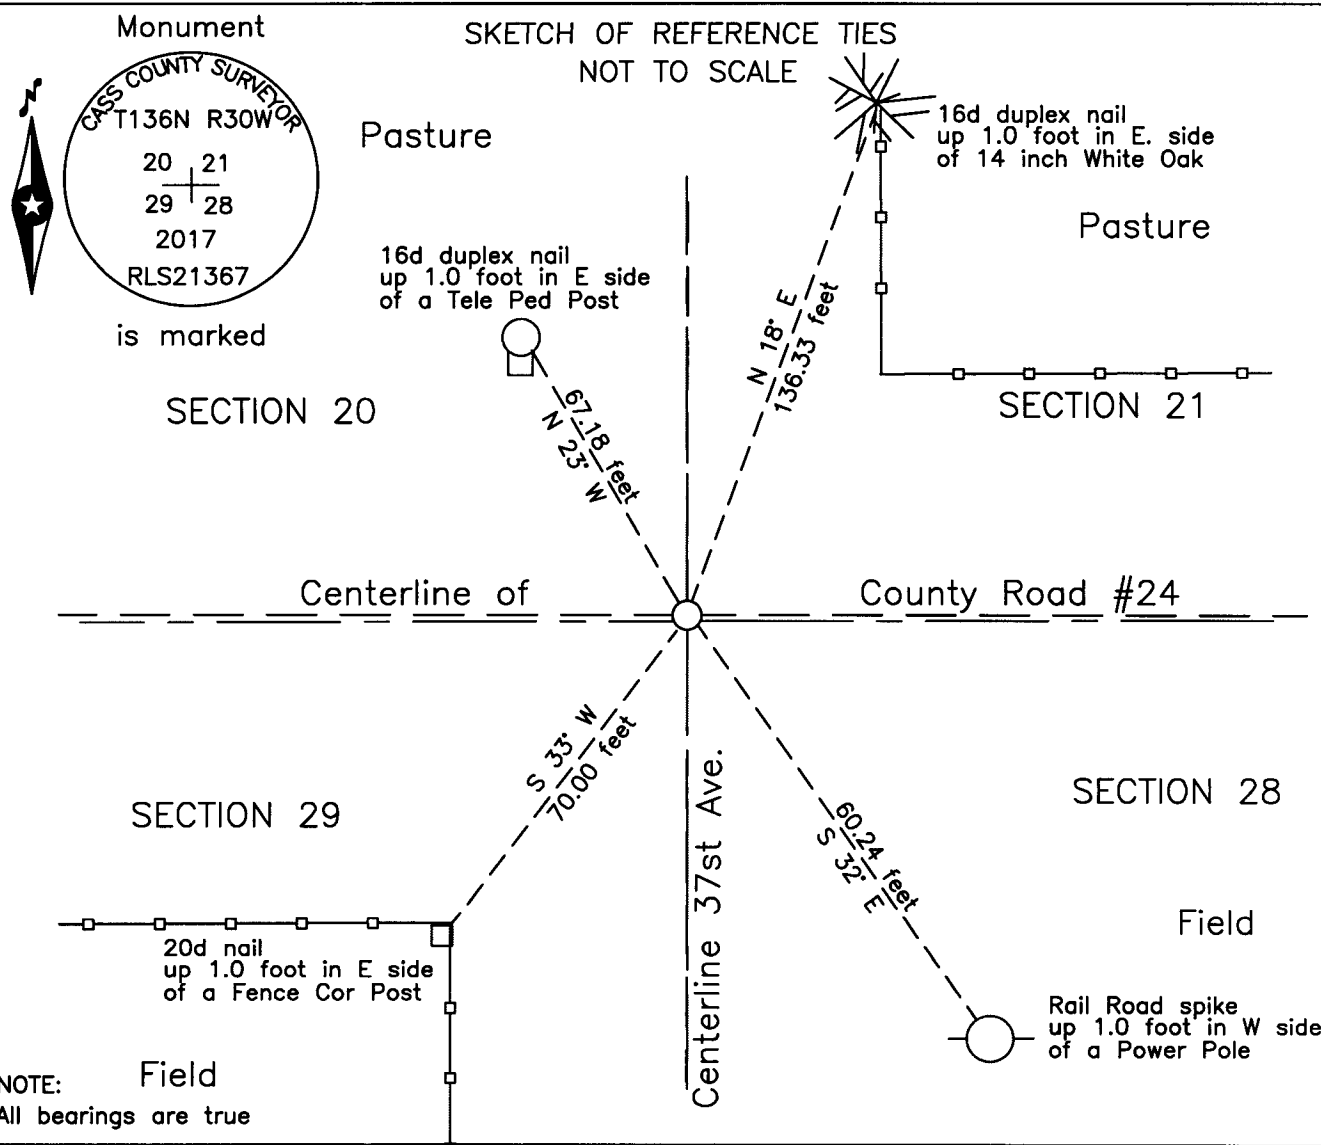 SKETCH OF REFERENCE TIES
NOT TO SCALE
Monument
CASS COUNTY SURVEYOR
T136N R30W
20 21
29 28
2017
RLS21367
is marked
N
Pasture
16d duplex nail
up 1.0 foot in E. side
of 14 inch White Oak
Pasture
16d duplex nail
up 1.0 foot in E side
of a Tele Ped Post
N 18° E
136.33 feet
67.18 feet
N 23° W
SECTION 20
SECTION 21
Centerline of
County Road #24
S 33° W
70.00 feet
60.24 feet
S 32° E
Centerline 37st Ave.
SECTION 29
SECTION 28
Field
20d nail
up 1.0 foot in E side
of a Fence Cor Post
Rail Road spike
up 1.0 foot in W side
of a Power Pole
Field
NOTE:
All bearings are true